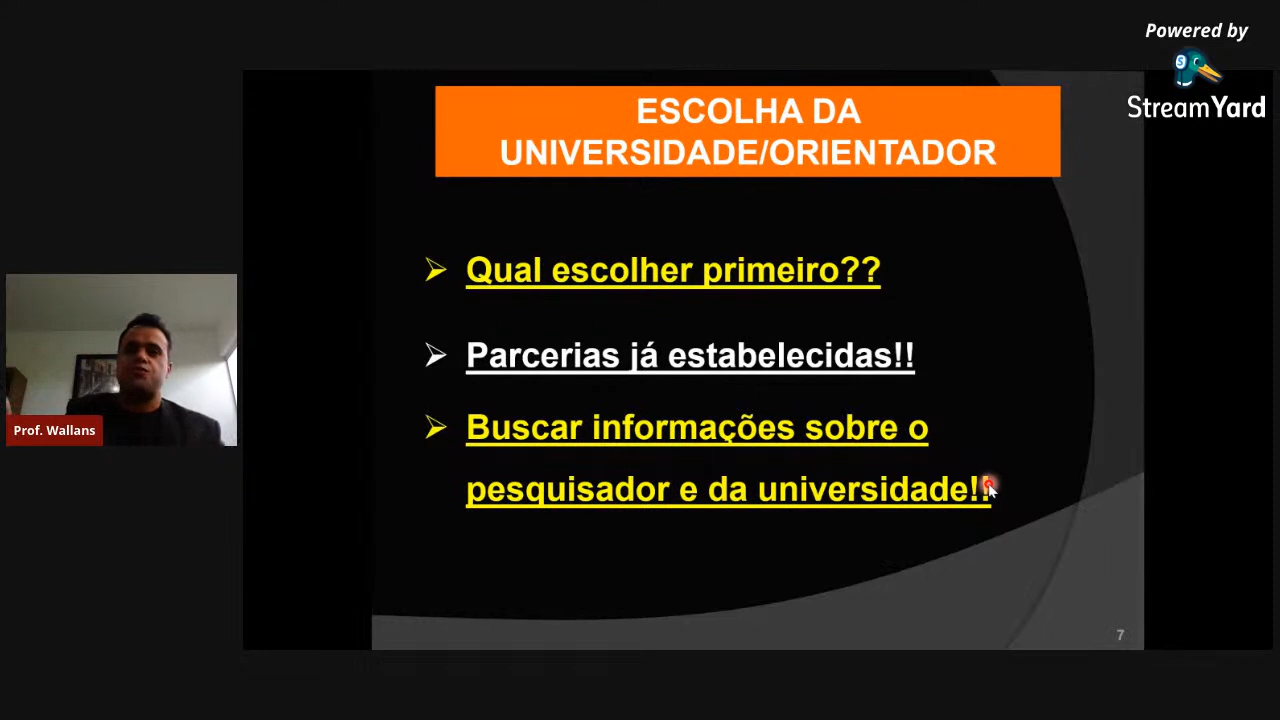 Powered by
StreamYard
ESCOLHA DA
UNIVERSIDADE/ORIENTADOR
Qual escolher primeiro??
Parcerias já estabelecidas!!
Buscar informações sobre o
pesquisador e da universidade!!
Prof. Wallans
7